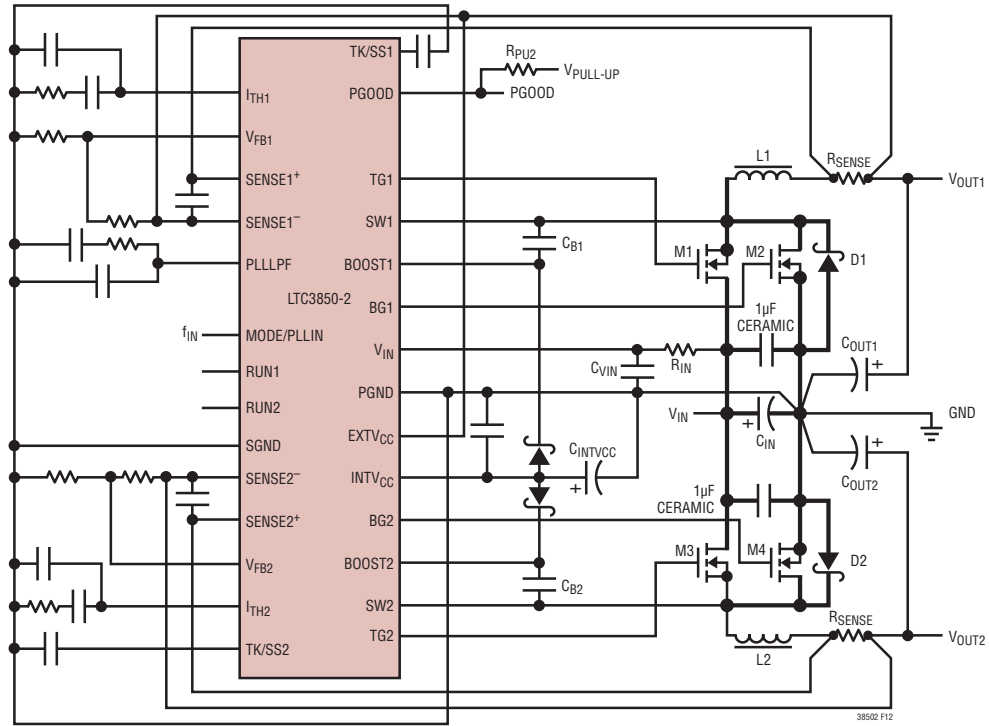 TK/SS1
RPU2
VPULL-UP
PGOOD
PGOOD
ITH1
VFB1
L1
RSENSE
SENSE1+
TG1
VOUT1
SENSE1–
SW1
CB1
M1
M2
D1
PLLLPF
BOOST1
LTC3850-2
BG1
1µF
CERAMIC
fIN
MODE/PLLIN
VIN
CVIN
RIN
COUT1
+
RUN1
PGND
RUN2
VIN
+
CIN
GND
EXTVCC
SGND
CINTVCC
+
COUT2
+
SENSE2–
INTVCC
1µF
CERAMIC
SENSE2+
BG2
M3
M4
D2
VFB2
BOOST2
CB2
ITH2
SW2
RSENSE
TK/SS2
TG2
L2
VOUT2
38502 F12